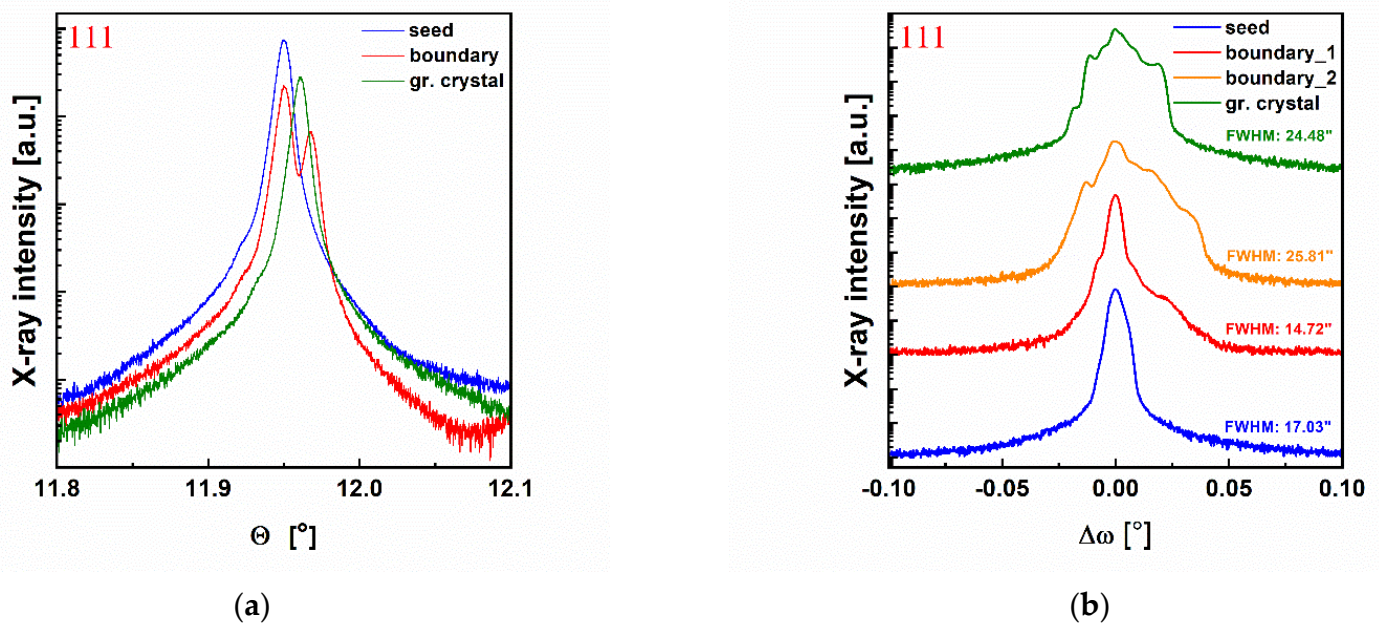 111
seed
boundary
gr. crystal
X-ray intensity [a.u.]
11.8 11.9 12.0 12.1
Θ [°]
(a)
111
seed
boundary_1
boundary_2
gr. crystal
FWHM: 24.48"
FWHM: 25.81"
FWHM: 14.72"
FWHM: 17.03"
X-ray intensity [a.u.]
-0.10 -0.05 0.00 0.05 0.10
Δω [°]
(b)